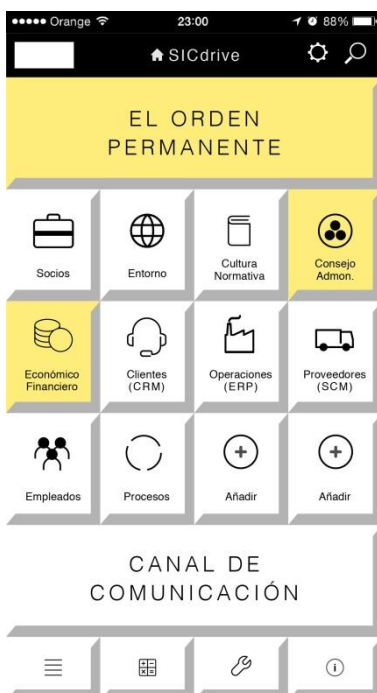 Orange 23:00 88%
SICdrive
EL ORDEN
PERMANENTE
Socios
Entorno
Cultura
Normativa
Consejo
Admon.
Económico
Financiero
Clientes
(CRM)
Operaciones
(ERP)
Proveedores
(SCM)
Empleados
Procesos
Añadir
Añadir
CANAL DE
COMUNICACIÓN